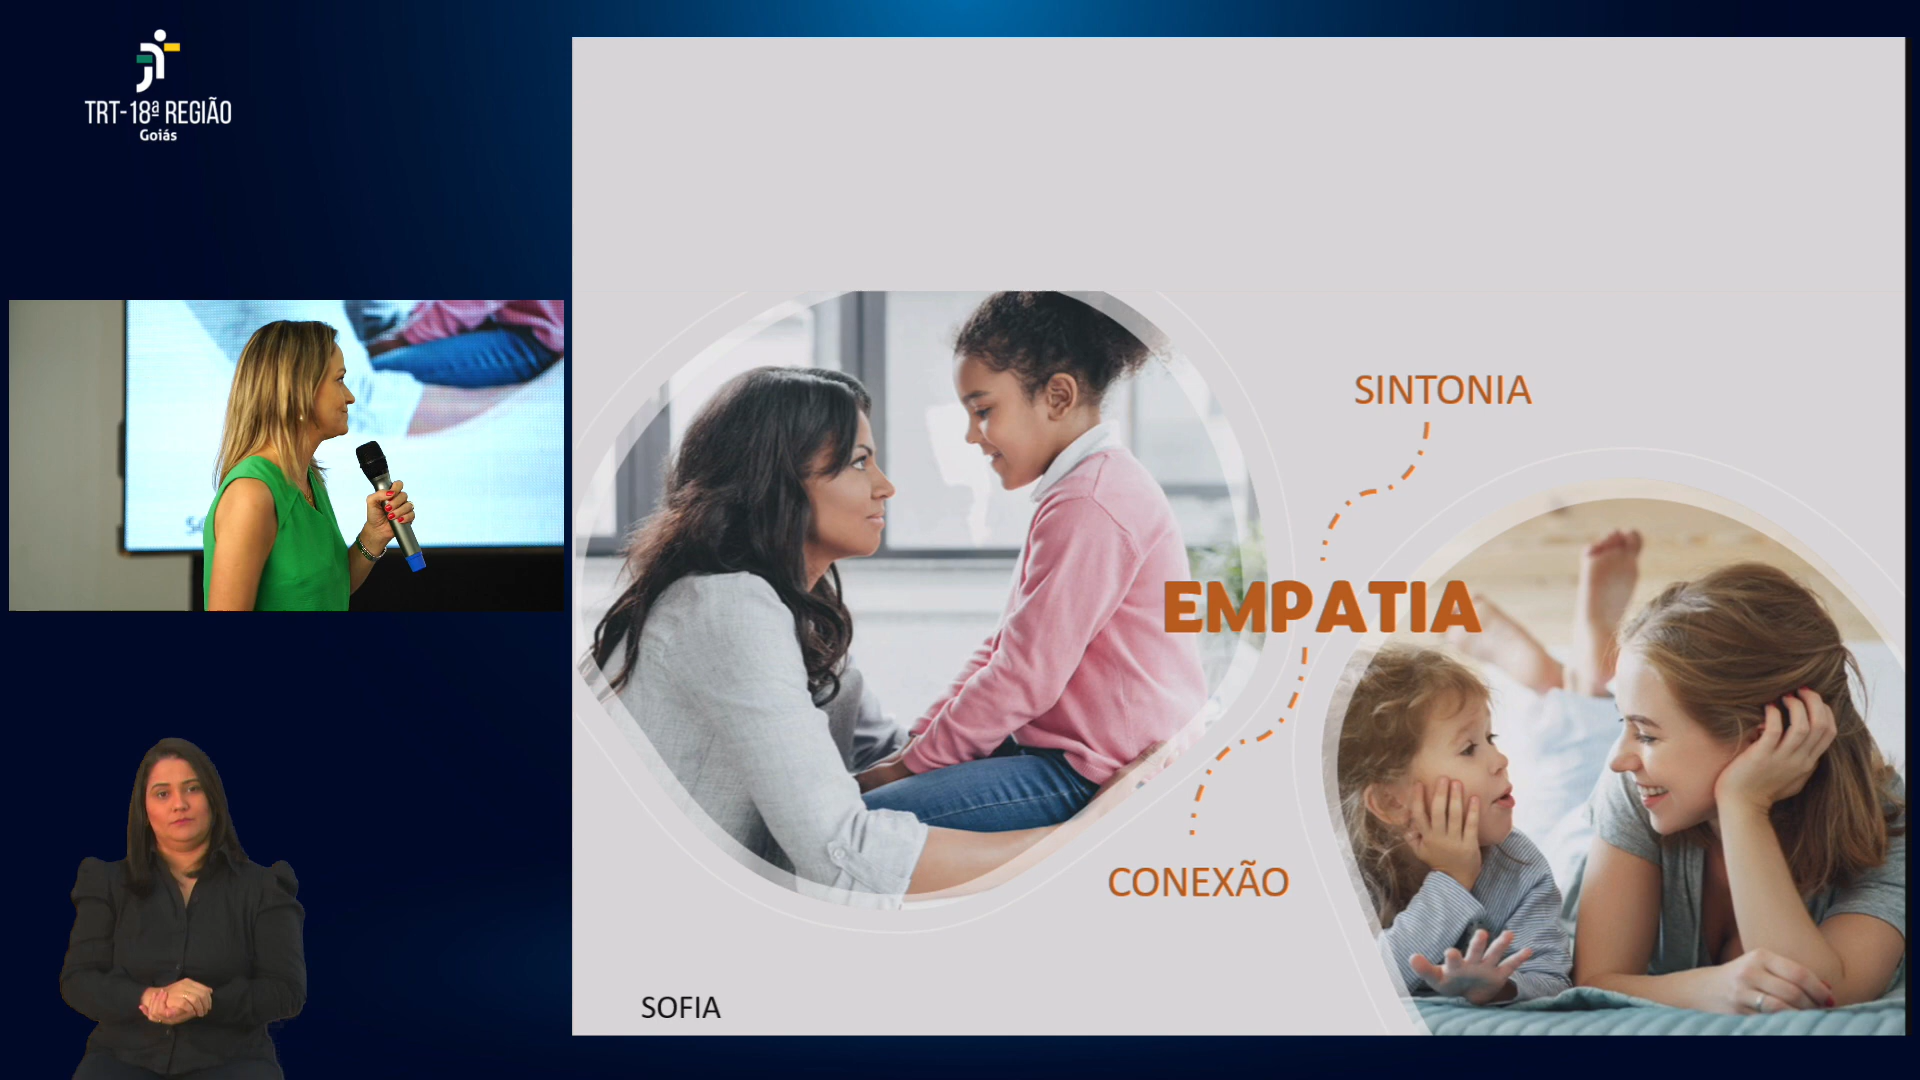 TRT-18ª REGIÃO
Goiás
SINTONIA
EMPATIA
CONEXÃO
SOFIA